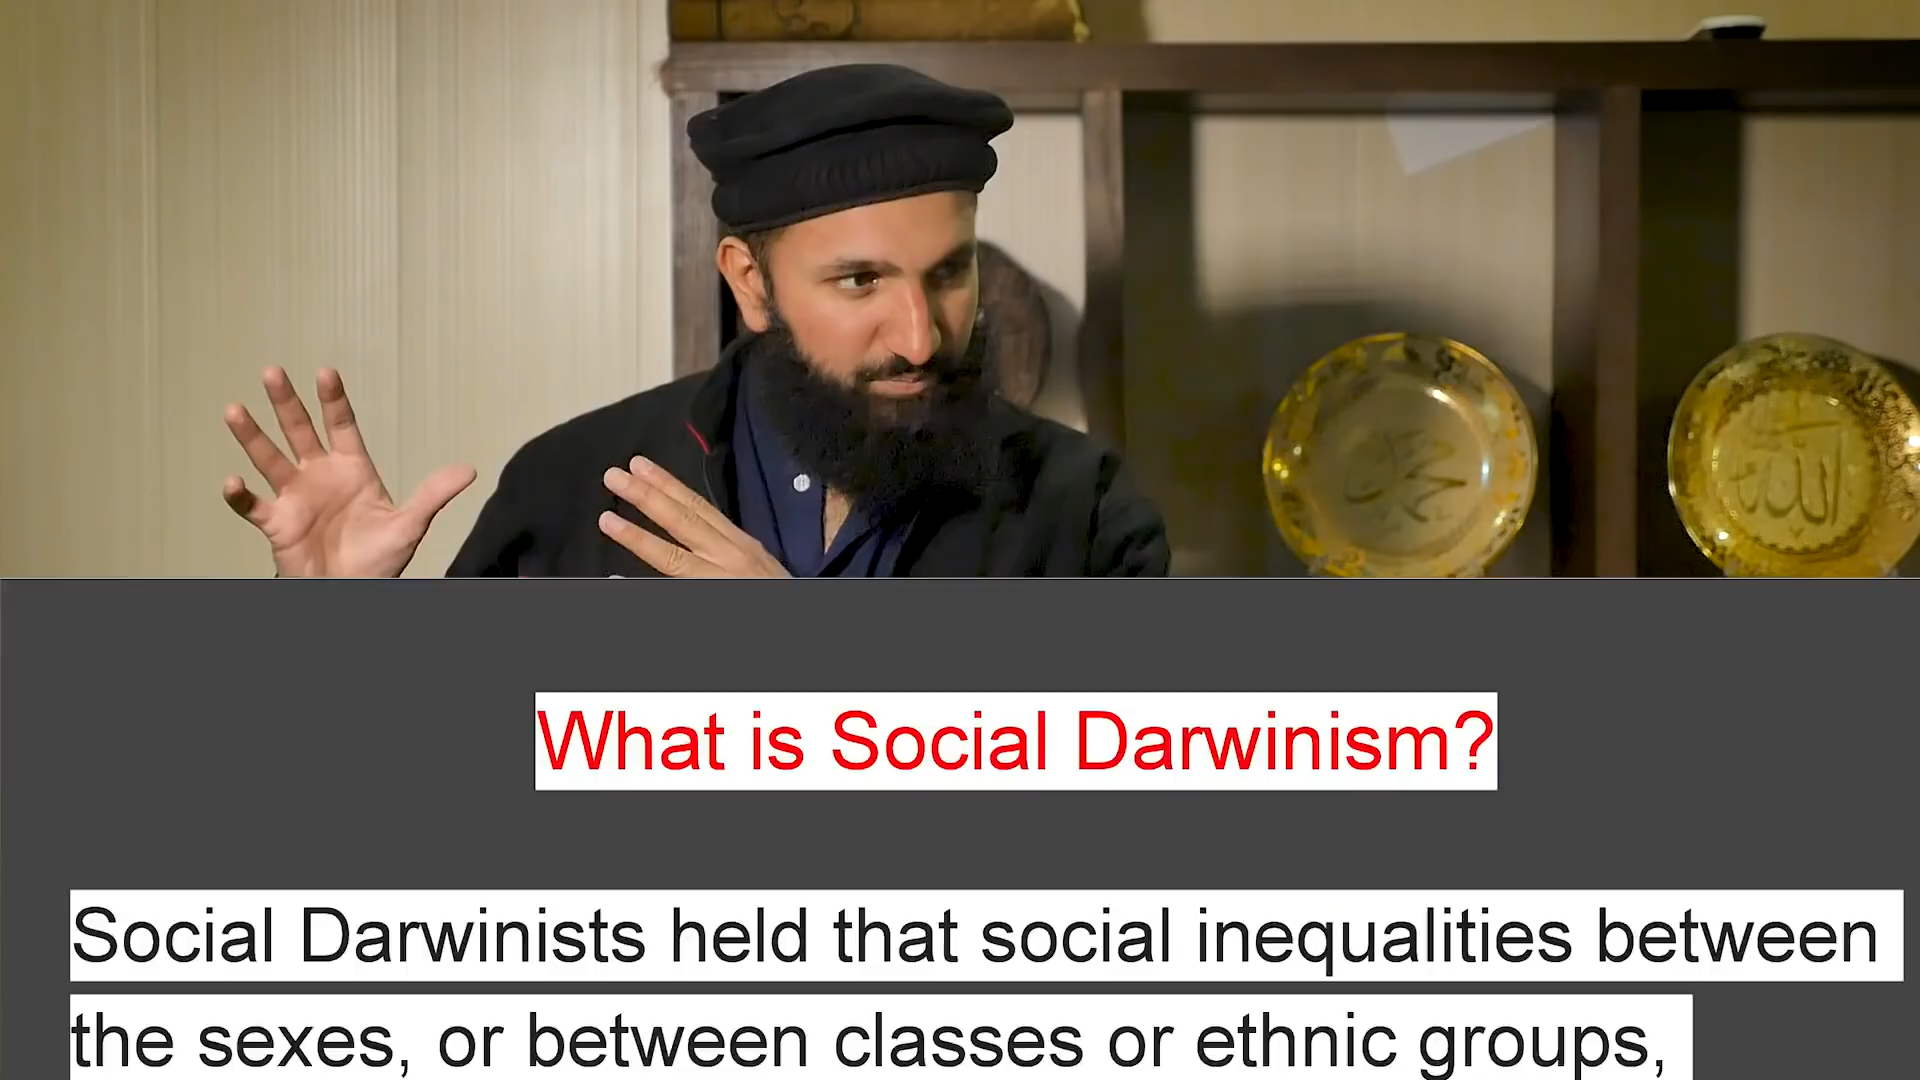 محمد
الله
What is Social Darwinism?
Social Darwinists held that social inequalities between
the sexes, or between classes or ethnic groups,